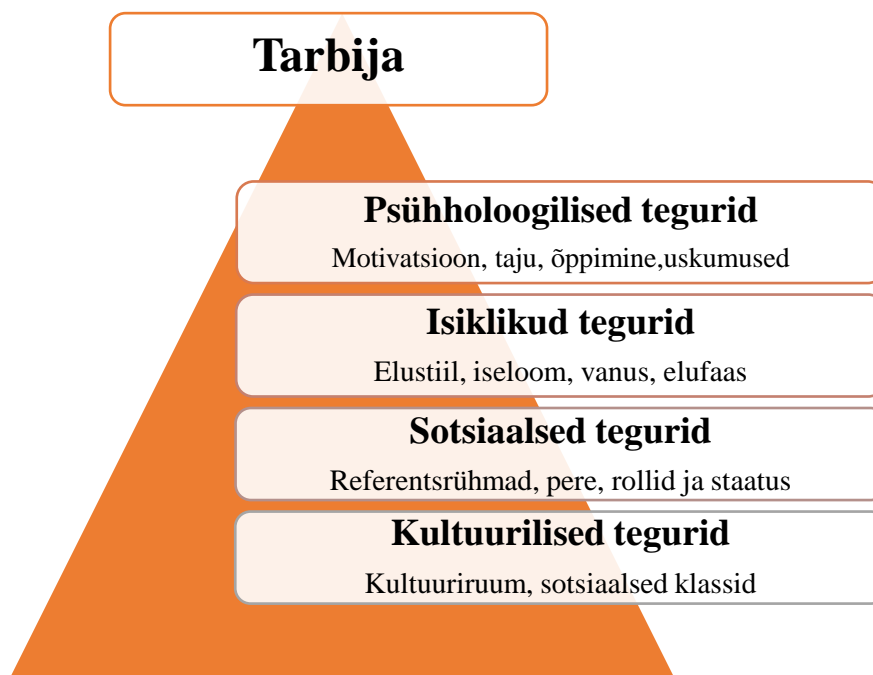 Tarbija
Psühholoogilised tegurid
Motivatsioon, taju, õppimine,uskumused
Isiklikud tegurid
Elustiil, iseloom, vanus, elufaas
Sotsiaalsed tegurid
Referentsrühmad, pere, rollid ja staatus
Kultuurilised tegurid
Kultuuriruum, sotsiaalsed klassid